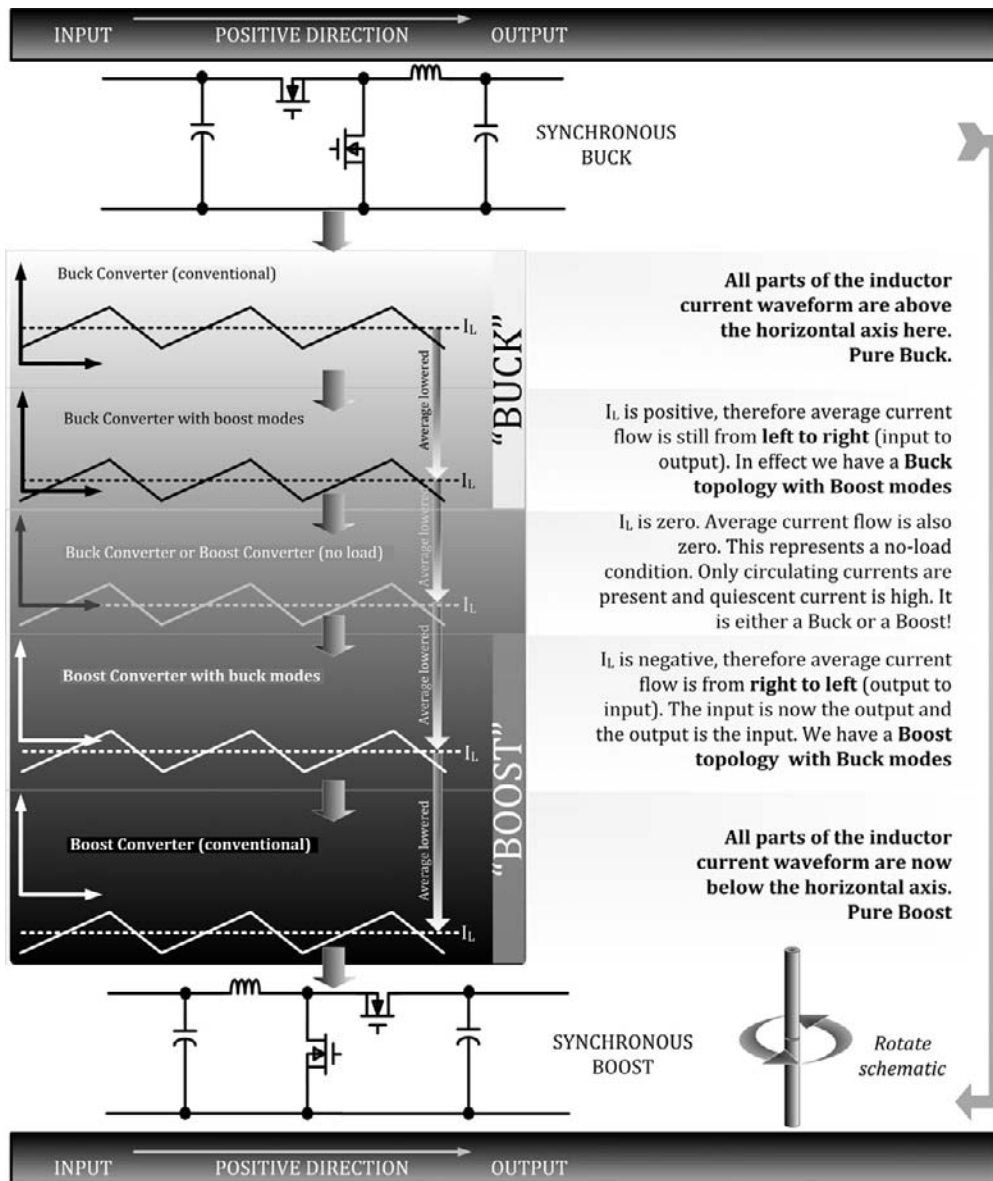 INPUT POSITIVE DIRECTION OUTPUT
SYNCHRONOUS
BUCK
Buck Converter (conventional)
I_L
Average lowered
"BUCK"
All parts of the inductor
current waveform are above
the horizontal axis here.
Pure Buck.
Buck Converter with boost modes
I_L
Average lowered
I_L is positive, therefore average current
flow is still from left to right (input to
output). In effect we have a Buck
topology with Boost modes
Buck Converter or Boost Converter (no load)
I_L
I_L is zero. Average current flow is also
zero. This represents a no-load
condition. Only circulating currents are
present and quiescent current is high. It
is either a Buck or a Boost!
Boost Converter with buck modes
I_L
Average lowered
"BOOST"
I_L is negative, therefore average current
flow is from right to left (output to
input). The input is now the output and
the output is the input. We have a Boost
topology with Buck modes
Boost Converter (conventional)
I_L
Average lowered
All parts of the inductor
current waveform are now
below the horizontal axis.
Pure Boost
SYNCHRONOUS
BOOST
Rotate
schematic
INPUT POSITIVE DIRECTION OUTPUT